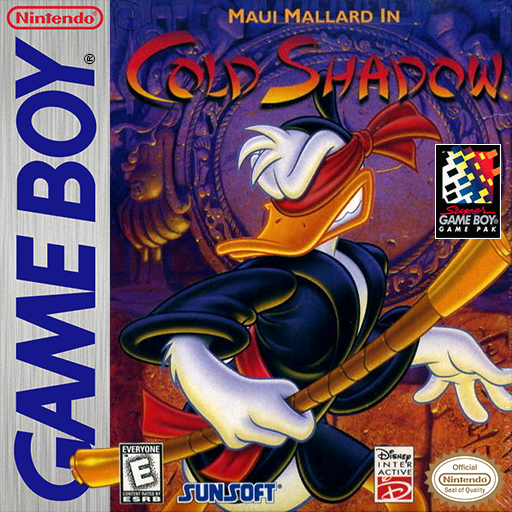 Nintendo
GAME BOY
®
MAUI MALLARD IN
COLD SHADOW
Super
GAME BOY®
GAME PAK
EVERYONE
E
CONTENT RATED BY
ESRB
SUNSOFT®
DISNEY
INTER
ACTIVE
D
Official
Nintendo
Seal of Quality